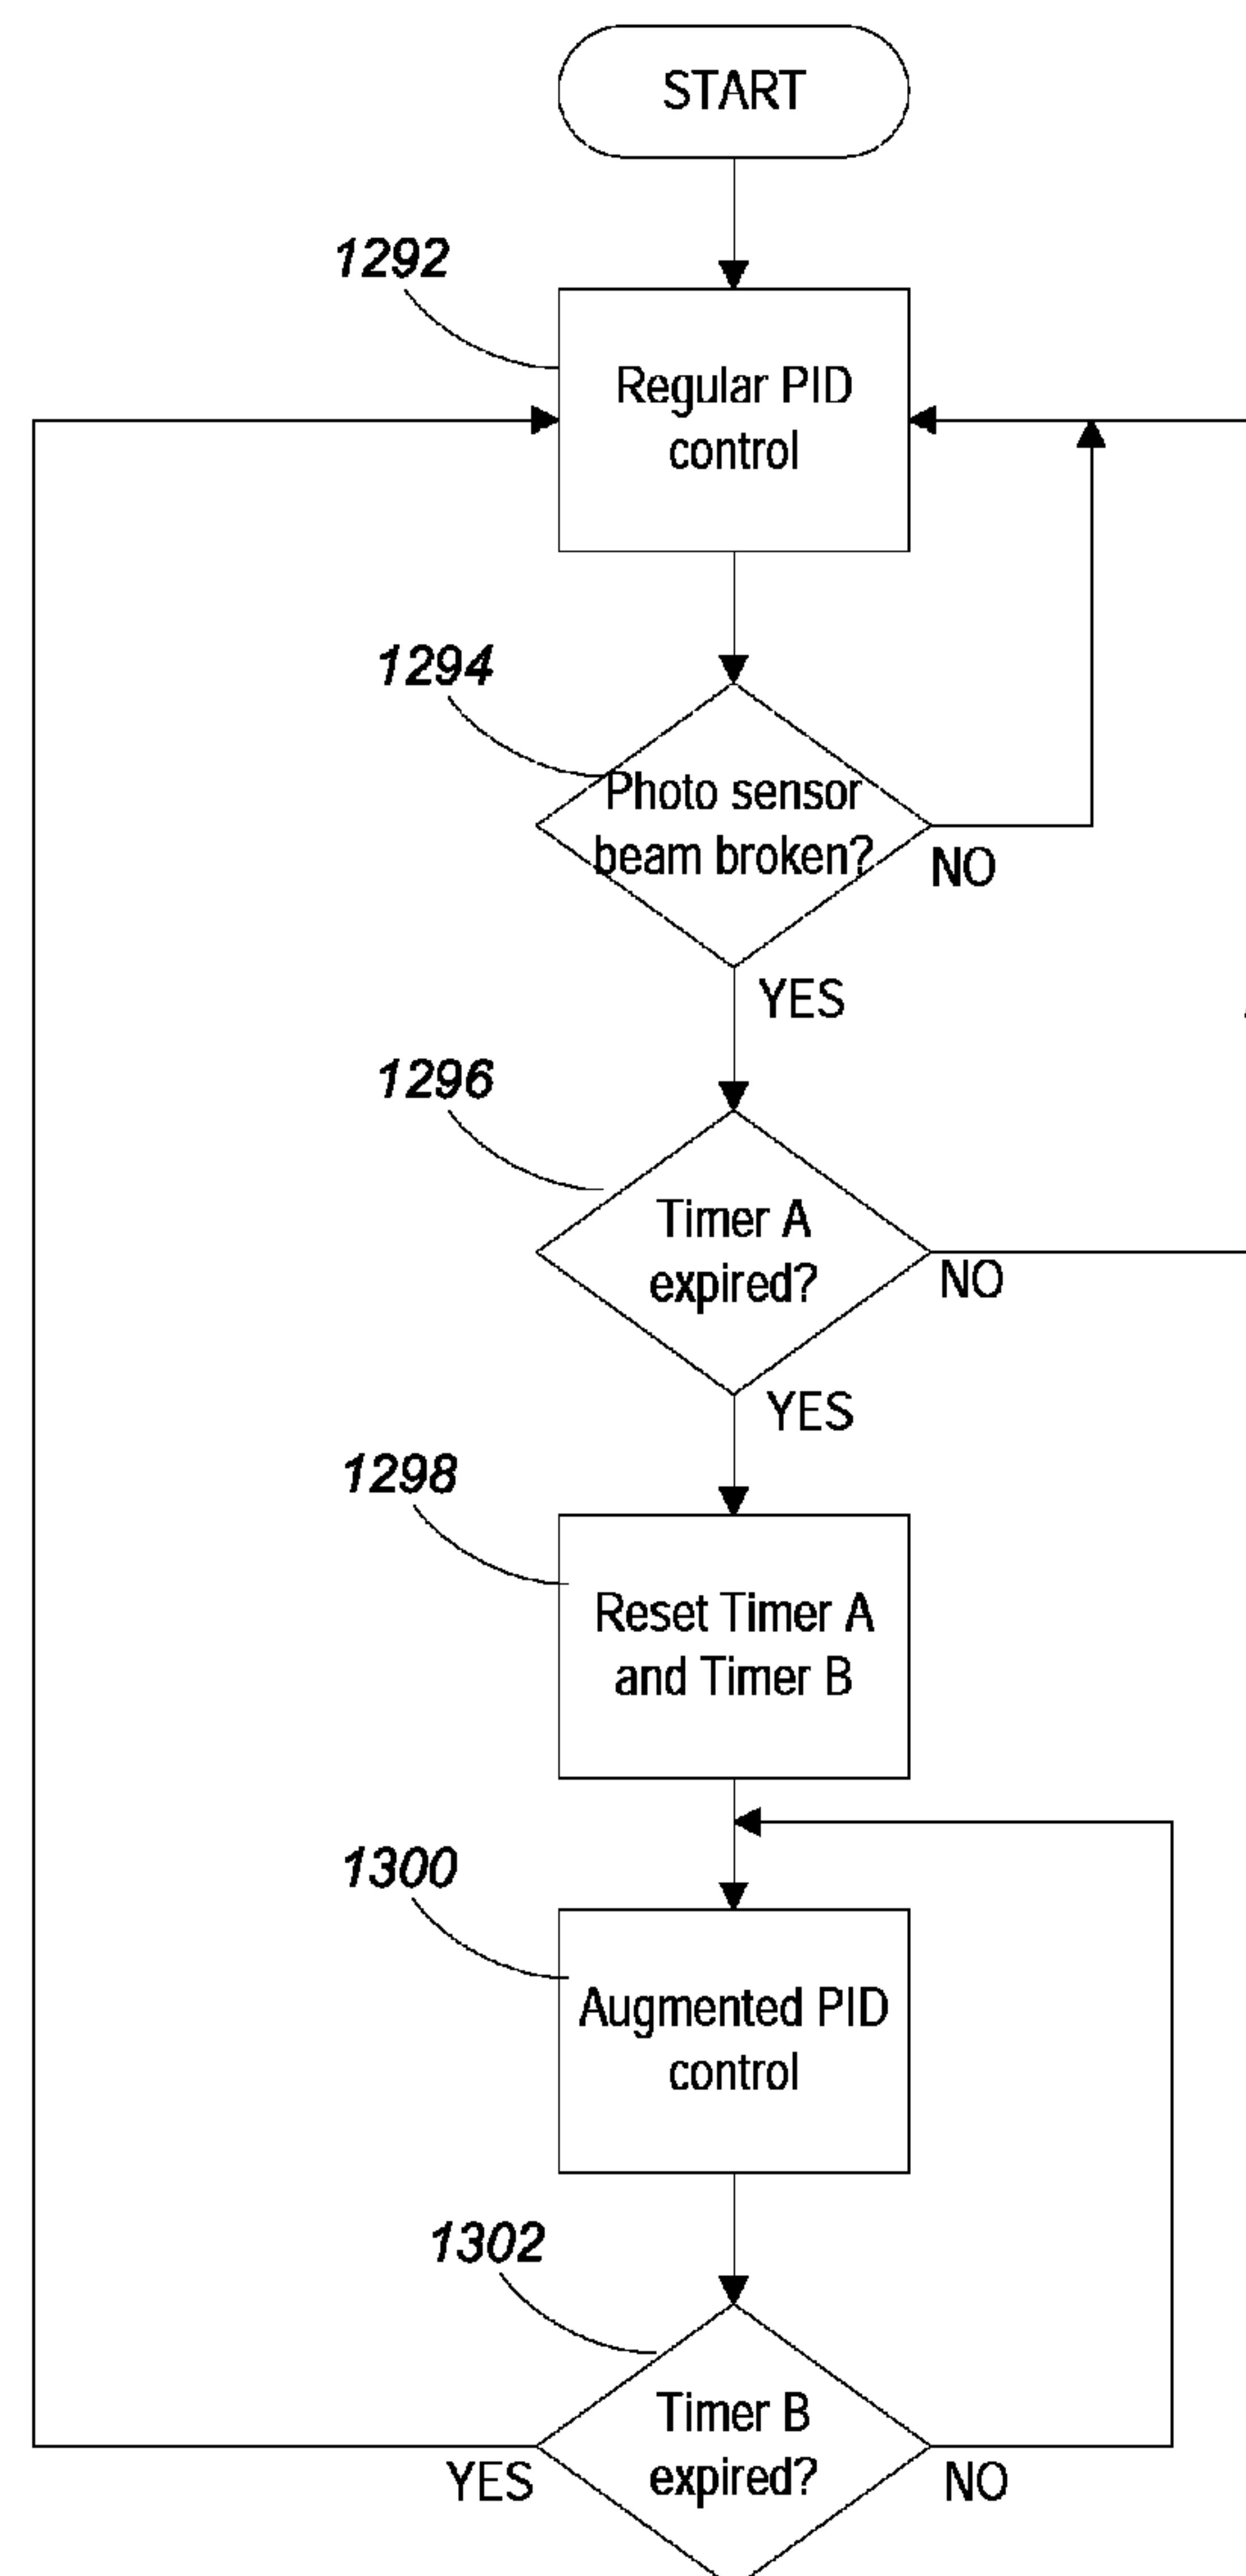 START
1292
Regular PID
control
1294
Photo sensor
beam broken?
NO
YES
1296
Timer A
expired?
NO
YES
1298
Reset Timer A
and Timer B
1300
Augmented PID
control
1302
Timer B
expired?
YES
NO